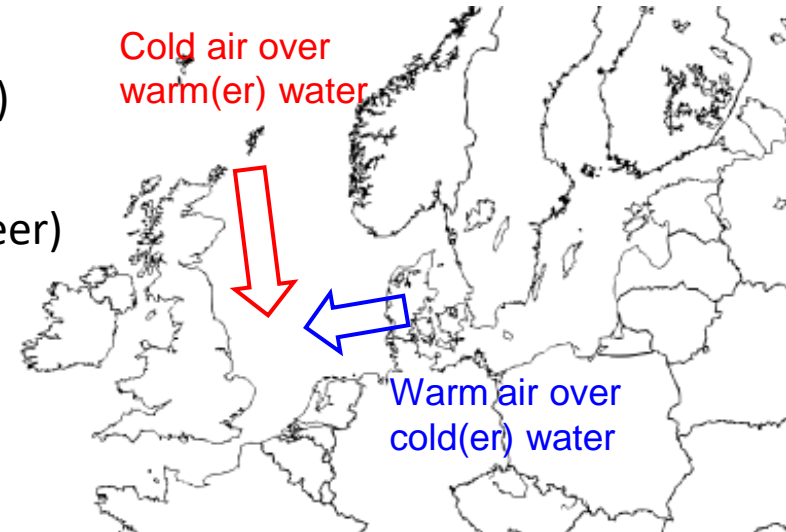 Cold air over
warm(er) water
)
eer)
Warm air over
cold(er) water